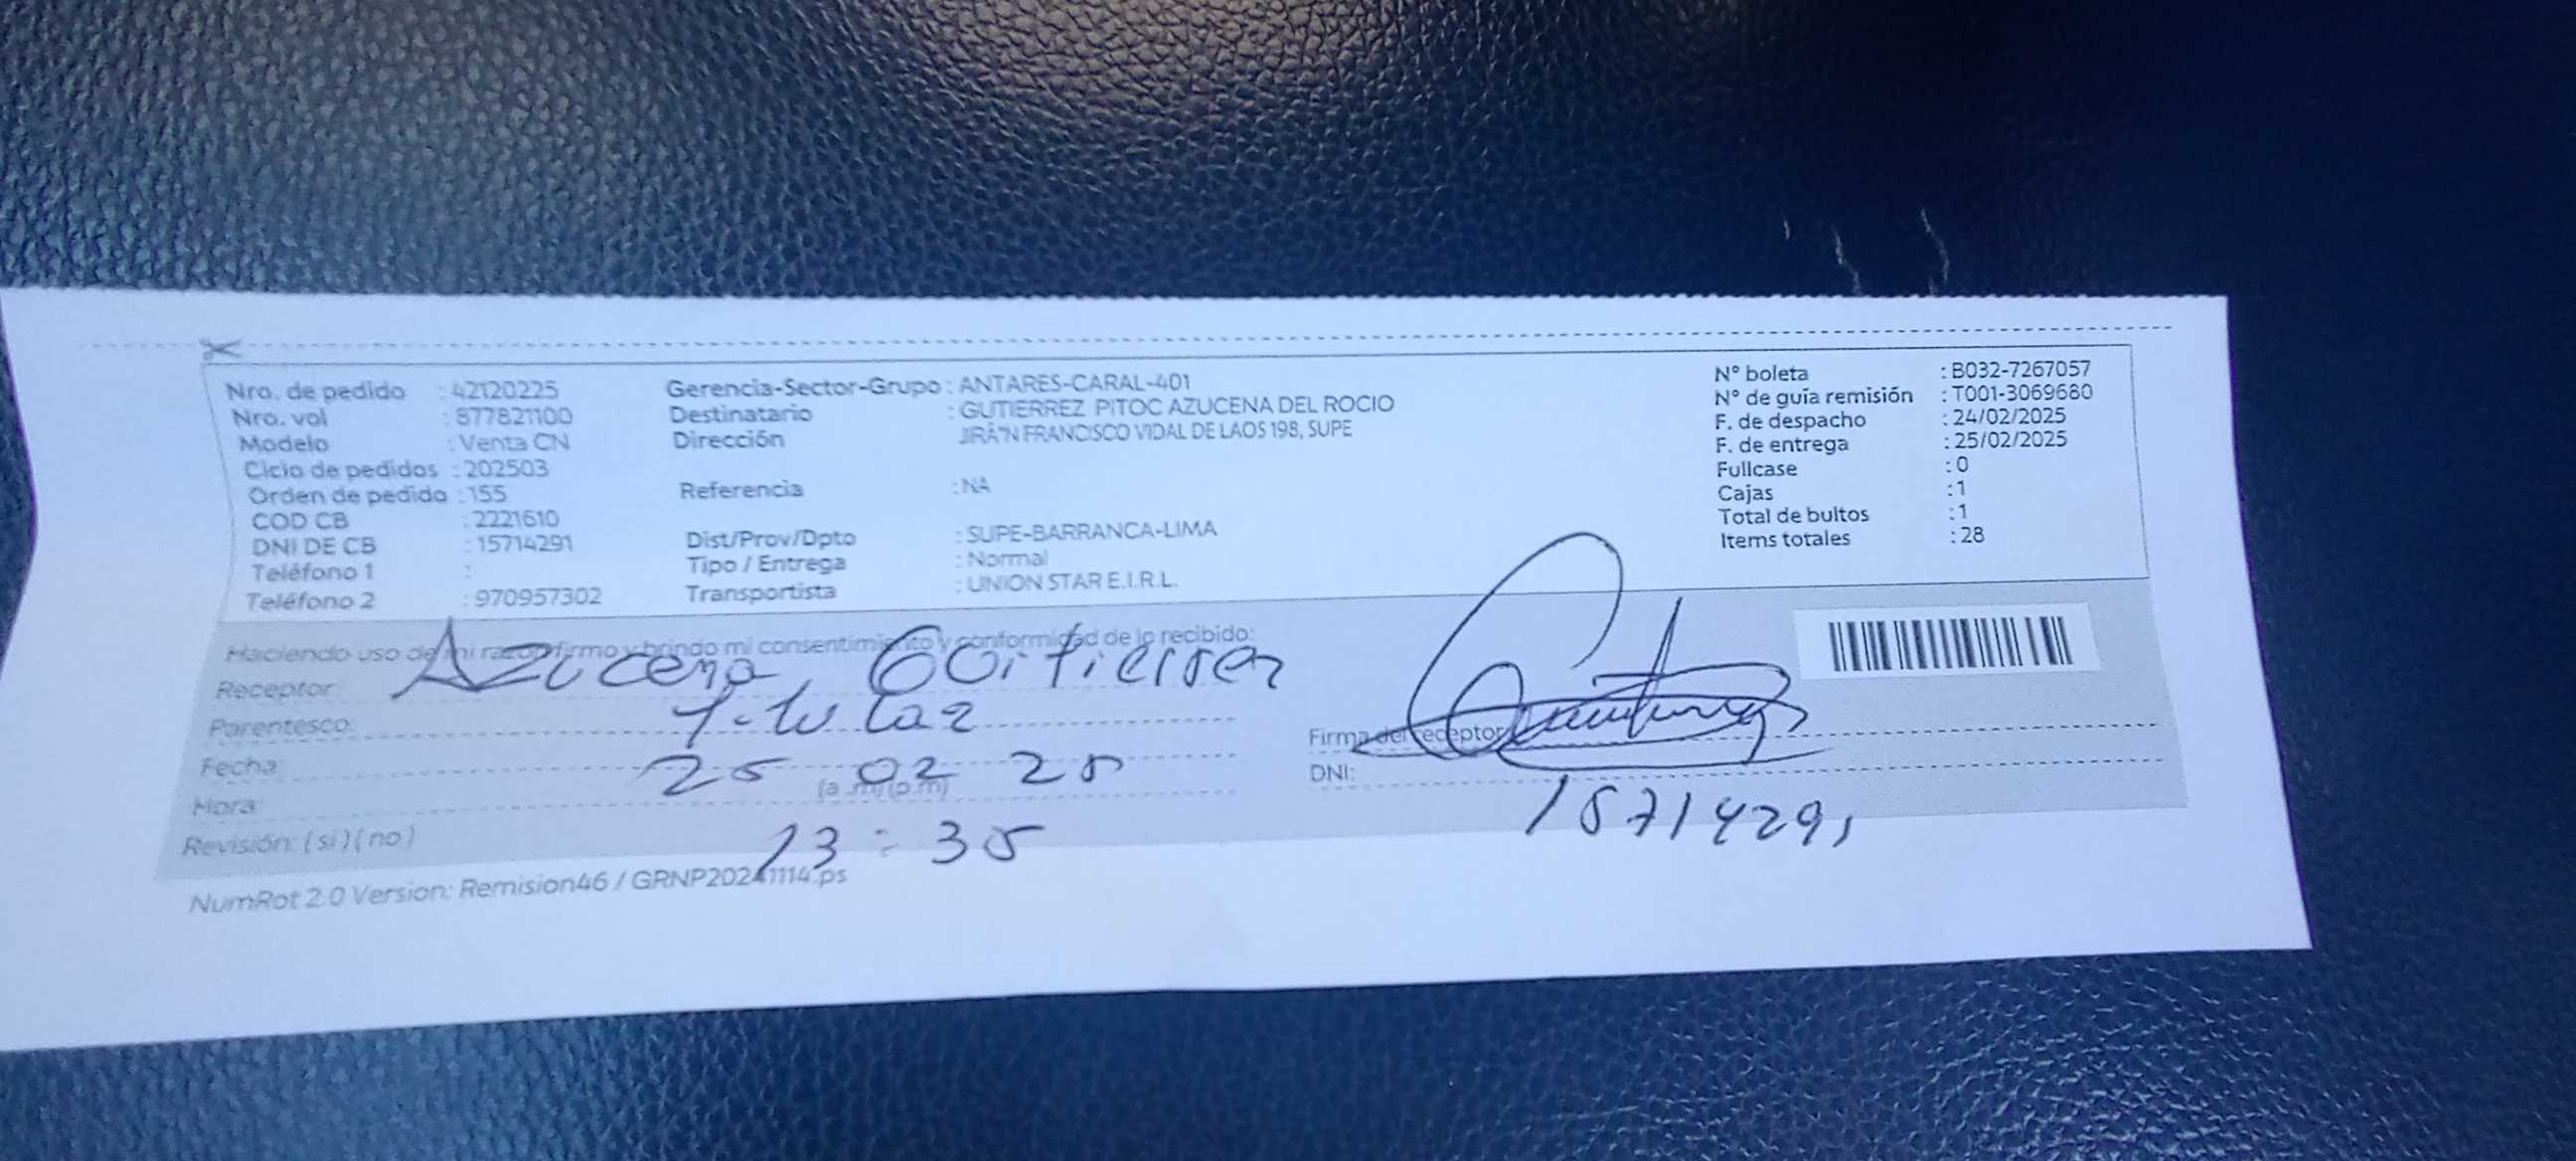 Nro. de pedido : 42120225
Nro. vol : 877821100
Modelo : Venta CN
Ciclo de pedidos : 202503
Orden de pedido : 155
COD CB : 2221610
DNI DE CB : 15714291
Teléfono 1 :
Teléfono 2 : 970957302
Gerencia-Sector-Grupo : ANTARES-CARAL-401
Destinatario : GUTIERREZ PITOC AZUCENA DEL ROCIO
Dirección JIRÃ“N FRANCISCO VIDAL DE LAOS 198, SUPE
Referencia : NA
Dist/Prov/Dpto : SUPE-BARRANCA-LIMA
Tipo / Entrega : Normal
Transportista : UNION STAR E.I.R.L.
N° boleta : B032-7267057
N° de guía remisión : T001-3069680
F. de despacho : 24/02/2025
F. de entrega : 25/02/2025
Fullcase : 0
Cajas : 1
Total de bultos : 1
Items totales : 28
Haciendo uso de mi razón firmo y brindo mi consentimiento y conformidad de lo recibido:
Receptor: Azucena Gutierrez
Parentesco: Titular
Fecha: 25 02 25
Hora: (a.m) (p.m)
13:35
Revisión: (si) (no)
Firma del receptor
DNI:
15714291
NumRot 2.0 Version: Remision46 / GRNP20241114.ps